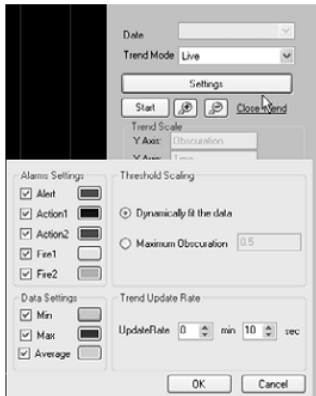 Date
Trend Mode Live
Settings
Start Close Trend
Trend Scale
Y Axis: Obscuration
Alarms Settings
Threshold Scaling
Alert
Action1
Action2
Fire1
Fire2
Dynamically fit the data
Maximum Obscuration 0.5
Data Settings
Trend Update Rate
Min
Max
Average
UpdateRate 0 min 10 sec
OK Cancel